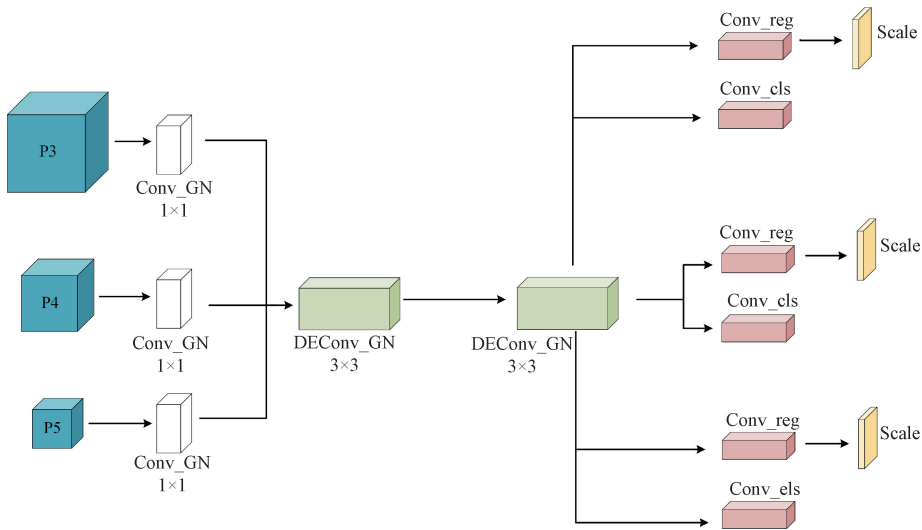 P3
Conv_GN
1×1
P4
Conv_GN
1×1
P5
Conv_GN
1×1
DEConv_GN
3×3
DEConv_GN
3×3
Conv_reg
Scale
Conv_cls
Conv_reg
Scale
Conv_cls
Conv_reg
Scale
Conv_els